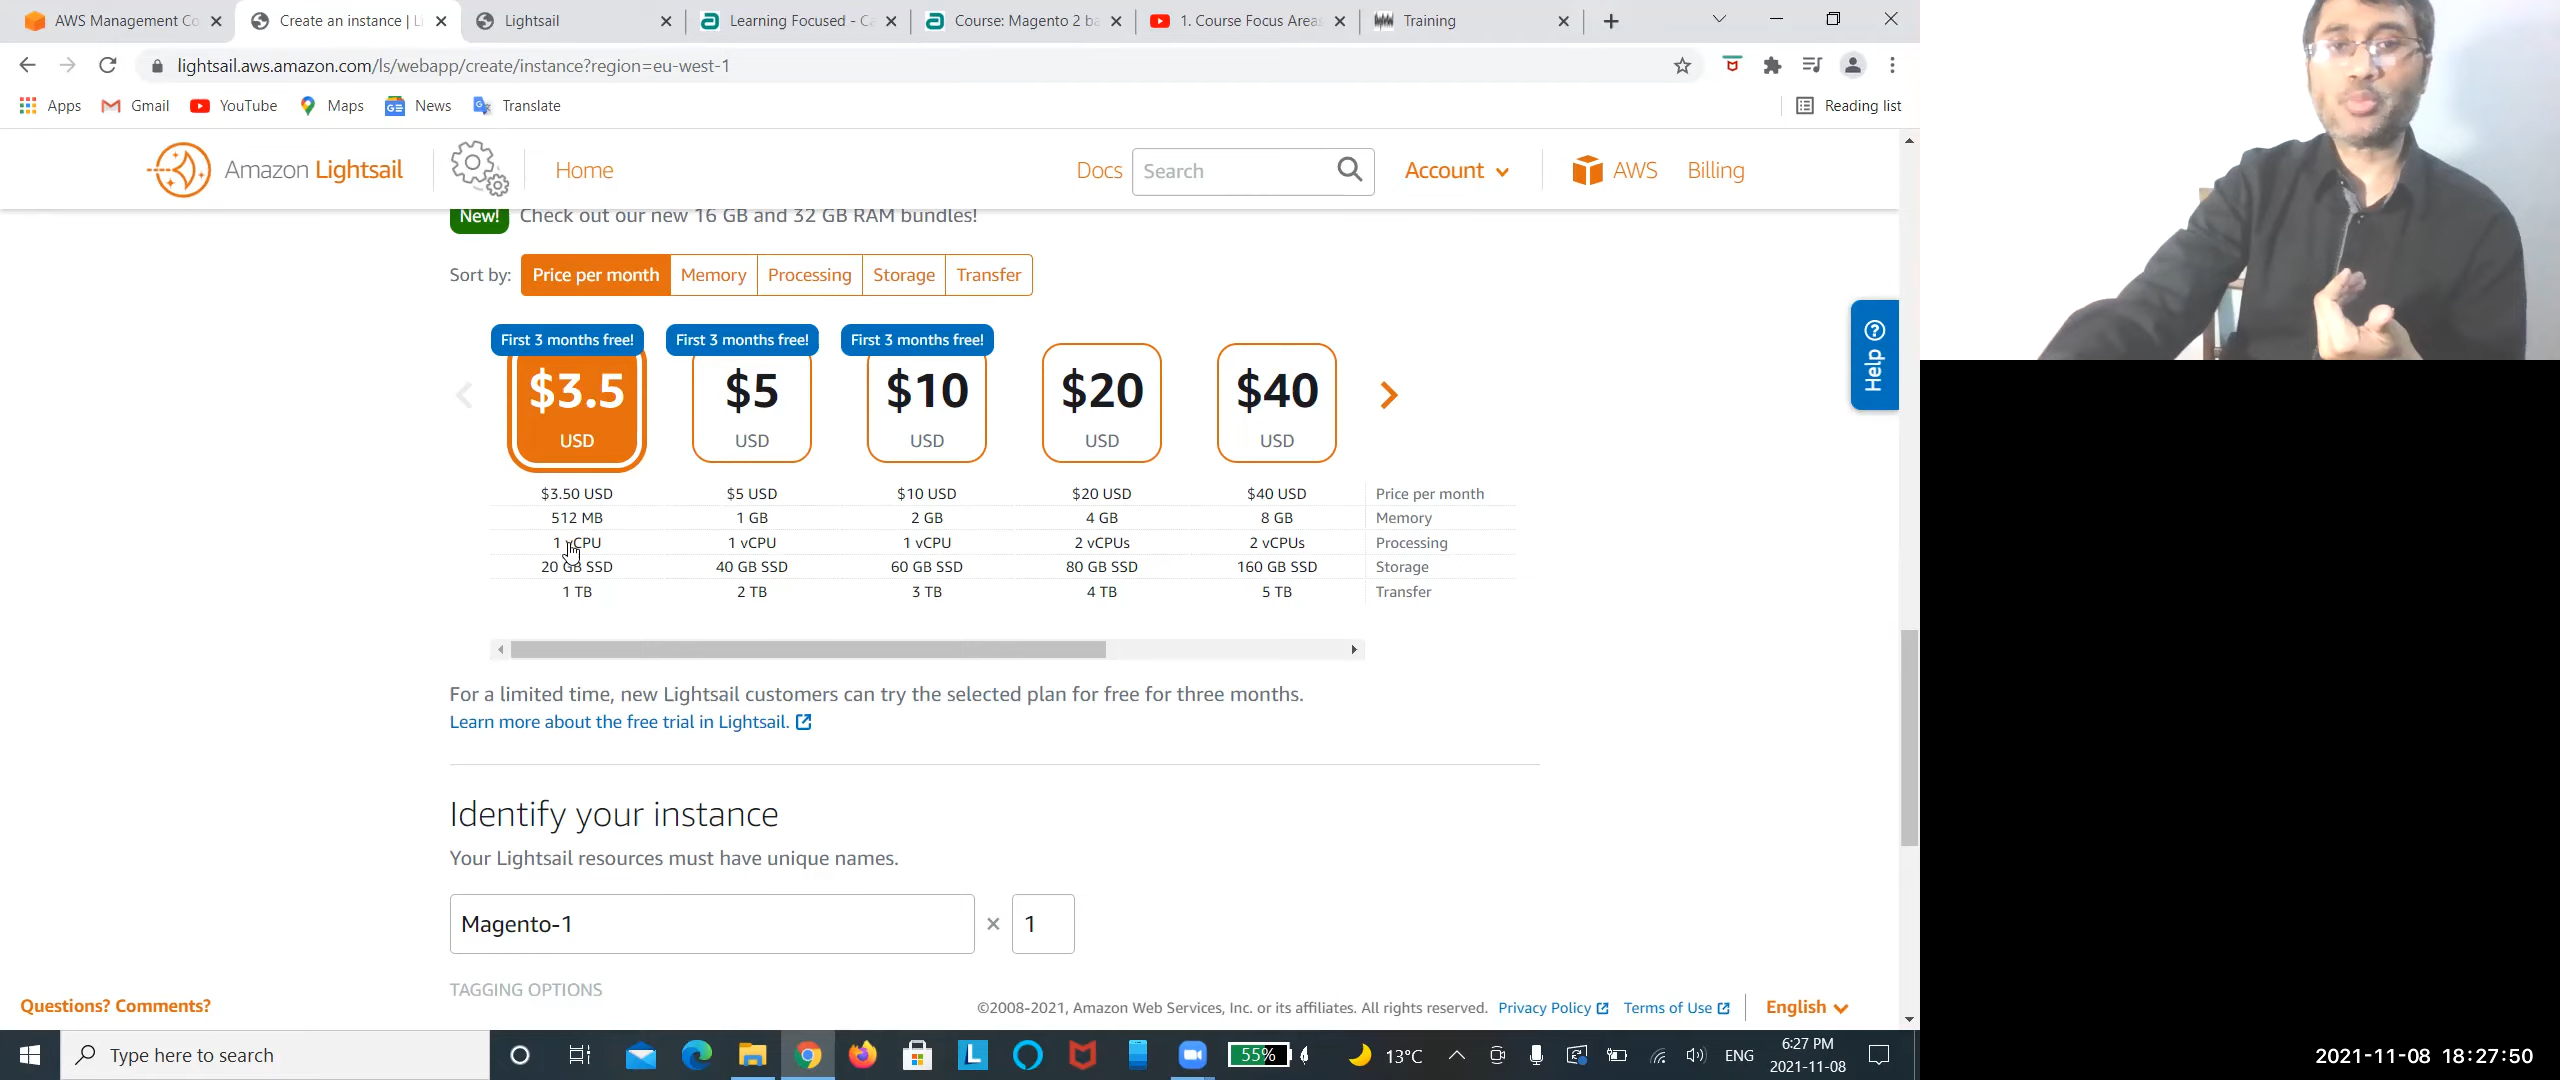 AWS Management Co
Create an instance | L
Lightsail
Learning Focused - C
Course: Magento 2 ba
1. Course Focus Area
Training
lightsail.aws.amazon.com/ls/webapp/create/instance?region=eu-west-1
Apps Gmail YouTube Maps News Translate Reading list
Amazon Lightsail Home Docs Search Account AWS Billing
New! Check out our new 16 GB and 32 GB RAM bundles!
Sort by: Price per month Memory Processing Storage Transfer
First 3 months free! First 3 months free! First 3 months free!
$3.5 $5 $10 $20 $40
USD USD USD USD USD
$3.50 USD $5 USD $10 USD $20 USD $40 USD Price per month
512 MB 1 GB 2 GB 4 GB 8 GB Memory
1 vCPU 1 vCPU 1 vCPU 2 vCPUs 2 vCPUs Processing
20 GB SSD 40 GB SSD 60 GB SSD 80 GB SSD 160 GB SSD Storage
1 TB 2 TB 3 TB 4 TB 5 TB Transfer
Help
For a limited time, new Lightsail customers can try the selected plan for free for three months.
Learn more about the free trial in Lightsail.
Identify your instance
Your Lightsail resources must have unique names.
Magento-1 × 1
TAGGING OPTIONS
Questions? Comments? ©2008-2021, Amazon Web Services, Inc. or its affiliates. All rights reserved. Privacy Policy Terms of Use English
Type here to search 55% 13°C ENG 6:27 PM
2021-11-08
2021-11-08 18:27:50